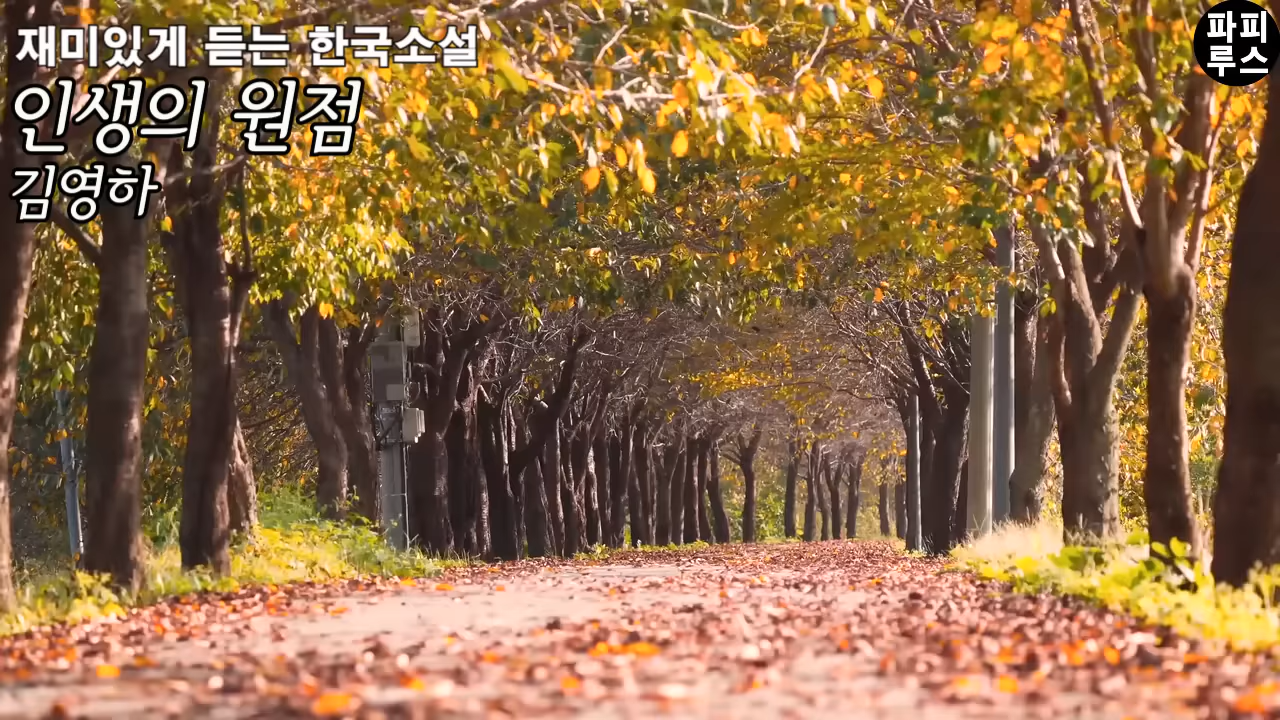 재미있게 듣는 한국소설
인생의 원점
김영하
파피
루스